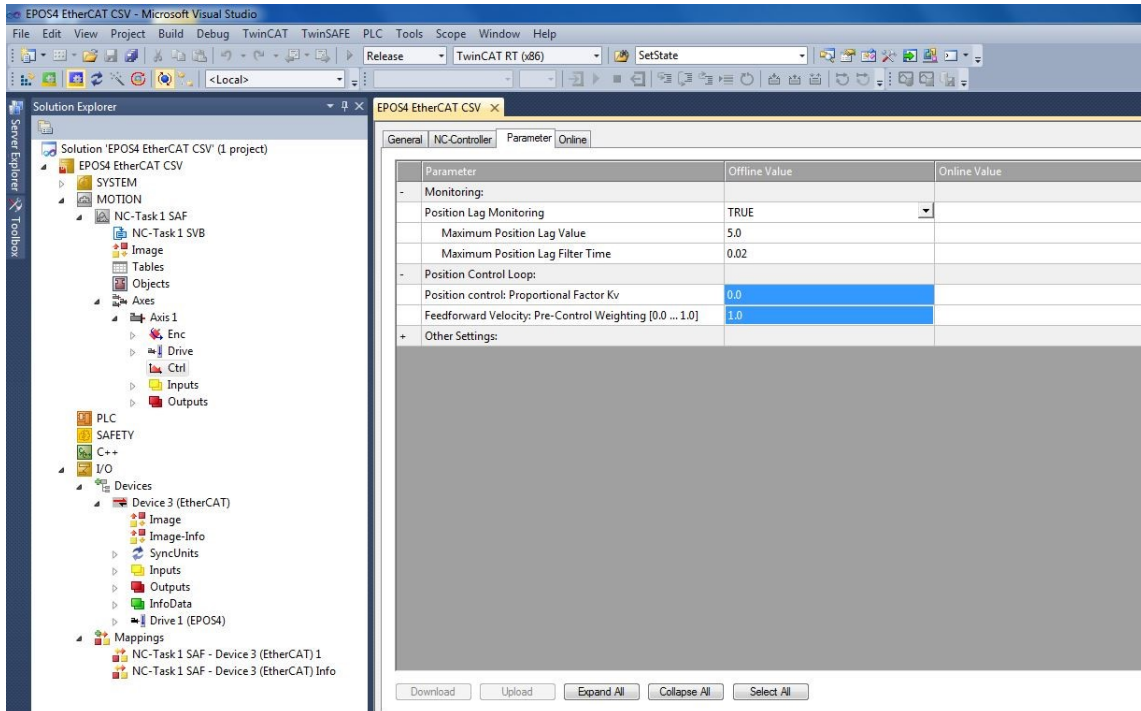 EPOS4 EtherCAT CSV - Microsoft Visual Studio
File Edit View Project Build Debug TwinCAT TwinSAFE PLC Tools Scope Window Help
Release TwinCAT RT (x86) SetState
<Local>
Server Explorer
Toolbox
Solution Explorer
Solution 'EPOS4 EtherCAT CSV' (1 project)
EPOS4 EtherCAT CSV
SYSTEM
MOTION
NC-Task 1 SAF
NC-Task 1 SVB
Image
Tables
Objects
Axes
Axis 1
Enc
Drive
Ctrl
Inputs
Outputs
PLC
SAFETY
C++
I/O
Devices
Device 3 (EtherCAT)
Image
Image-Info
SyncUnits
Inputs
Outputs
InfoData
Drive 1 (EPOS4)
Mappings
NC-Task 1 SAF - Device 3 (EtherCAT) 1
NC-Task 1 SAF - Device 3 (EtherCAT) Info
EPOS4 EtherCAT CSV
General NC-Controller Parameter Online
Parameter Offline Value Online Value
- Monitoring:
Position Lag Monitoring TRUE
Maximum Position Lag Value 5.0
Maximum Position Lag Filter Time 0.02
- Position Control Loop:
Position control: Proportional Factor Kv 0.0
Feedforward Velocity: Pre-Control Weighting [0.0 ... 1.0] 1.0
+ Other Settings:
Download Upload Expand All Collapse All Select All